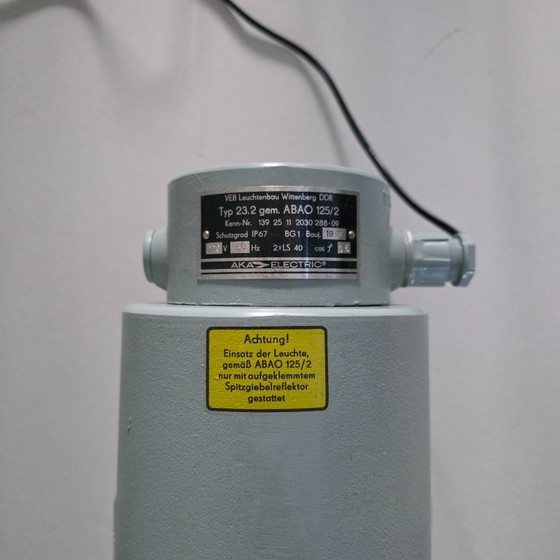 VEB Leuchtenbau Wittenberg DDR
Typ 23.2 gem. ABAO 125/2
Kenn-Nr. 139 25 11 2030 288-09
Schutzgrad IP67 BG1 Bauj. 19
V Hz 2×LS 40 cos φ
AKA ELECTRIC®
Achtung!
Einsatz der Leuchte,
gemäß ABAO 125/2
nur mit aufgeklemmtem
Spitzgiebelreflektor
gestattet